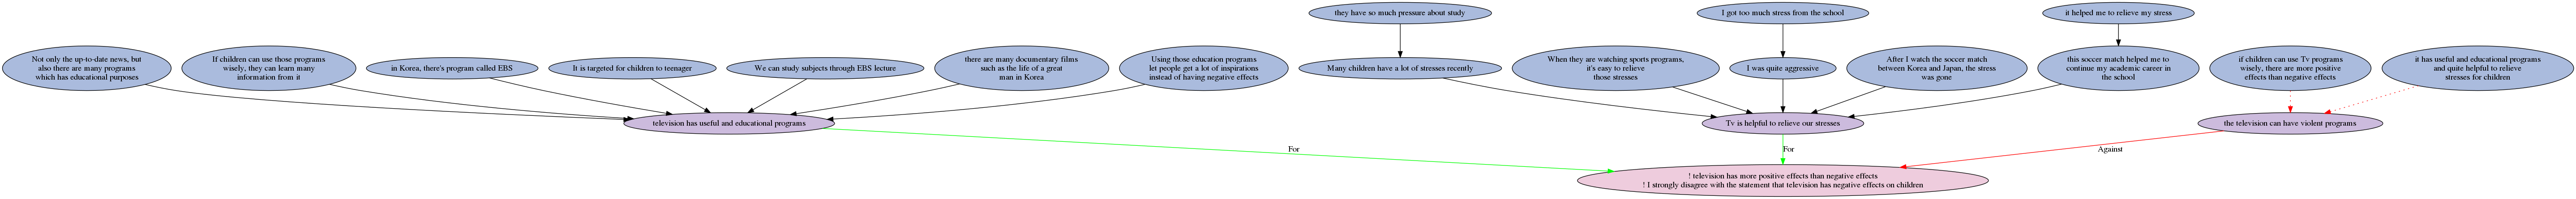 they have so much pressure about study
I got too much stress from the school
it helped me to relieve my stress
Not only the up-to-date news, but
also there are many programs
which has educational purposes
If children can use those programs
wisely, they can learn many
information from it
in Korea, there's program called EBS
It is targeted for children to teenager
We can study subjects through EBS lecture
there are many documentary films
such as the life of a great
man in Korea
Using those education programs
let people get a lot of inspirations
instead of having negative effects
Many children have a lot of stresses recently
When they are watching sports programs,
it's easy to relieve
those stresses
I was quite aggressive
After I watch the soccer match
between Korea and Japan, the stress
was gone
this soccer match helped me to
continue my academic career in
the school
if children can use Tv programs
wisely, there are more positive
effects than negative effects
it has useful and educational programs
and quite helpful to relieve
stresses for children
television has useful and educational programs
Tv is helpful to relieve our stresses
the television can have violent programs
For
For
Against
! television has more positive effects than negative effects
! I strongly disagree with the statement that television has negative effects on children